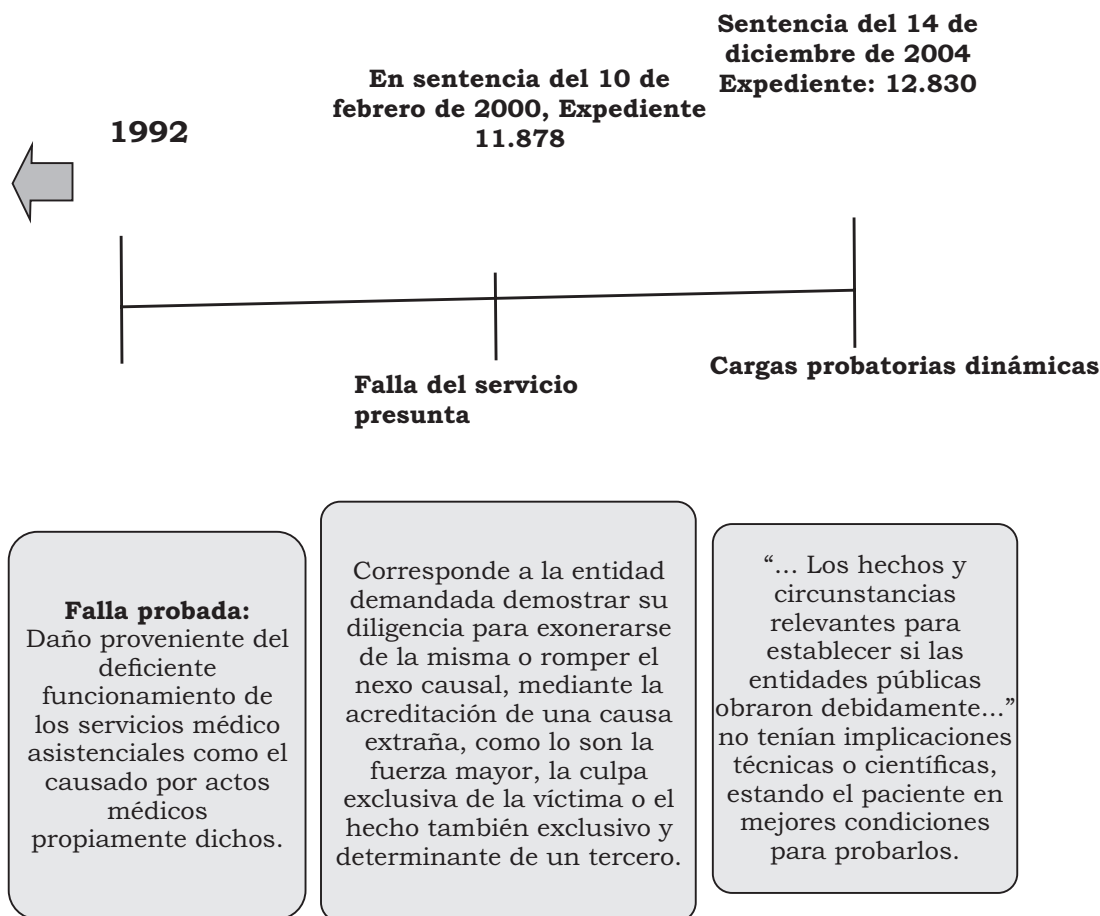 1992
En sentencia del 10 de
febrero de 2000, Expediente
11.878
Sentencia del 14 de
diciembre de 2004
Expediente: 12.830
Falla del servicio
presunta
Cargas probatorias dinámicas
Falla probada:
Daño proveniente del
deficiente
funcionamiento de
los servicios médico
asistenciales como el
causado por actos
médicos
propiamente dichos.
Corresponde a la entidad
demandada demostrar su
diligencia para exonerarse
de la misma o romper el
nexo causal, mediante la
acreditación de una causa
extraña, como lo son la
fuerza mayor, la culpa
exclusiva de la víctima o el
hecho también exclusivo y
determinante de un tercero.
“... Los hechos y
circunstancias
relevantes para
establecer si las
entidades públicas
obraron debidamente...”
no tenían implicaciones
técnicas o científicas,
estando el paciente en
mejores condiciones
para probarlos.